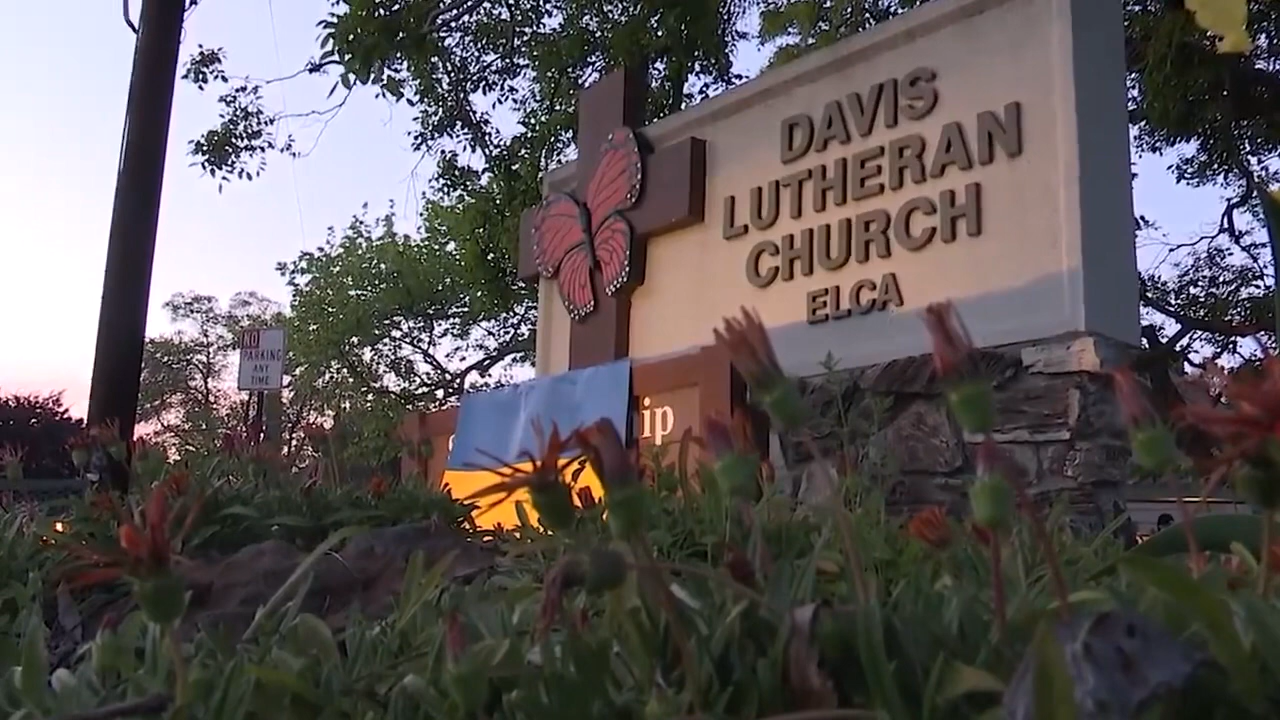 DAVIS
LUTHERAN
CHURCH
ELCA
NO
PARKING
ANY
TIME